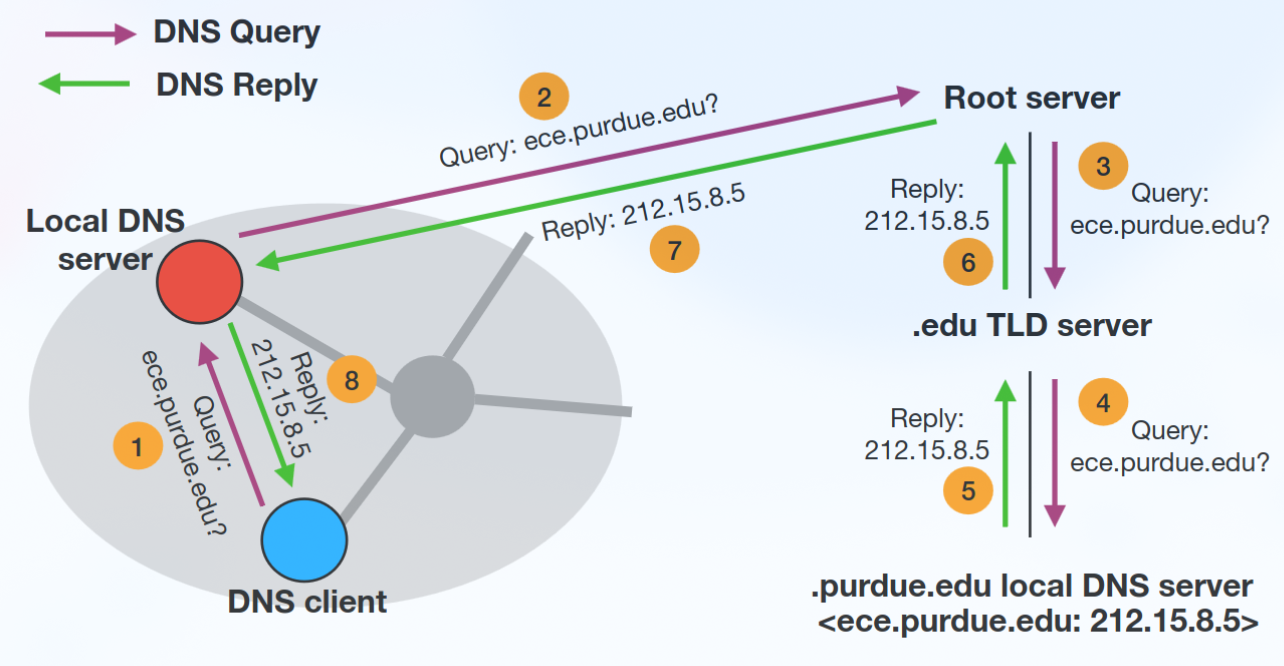 DNS Query
DNS Reply
2
Query: ece.purdue.edu?
Root server
Reply: 212.15.8.5
7
3
Query:
ece.purdue.edu?
Reply:
212.15.8.5
6
Local DNS
server
.edu TLD server
1
Query:
ece.purdue.edu?
Reply:
212.15.8.5
8
4
Query:
ece.purdue.edu?
Reply:
212.15.8.5
5
DNS client
.purdue.edu local DNS server
<ece.purdue.edu: 212.15.8.5>